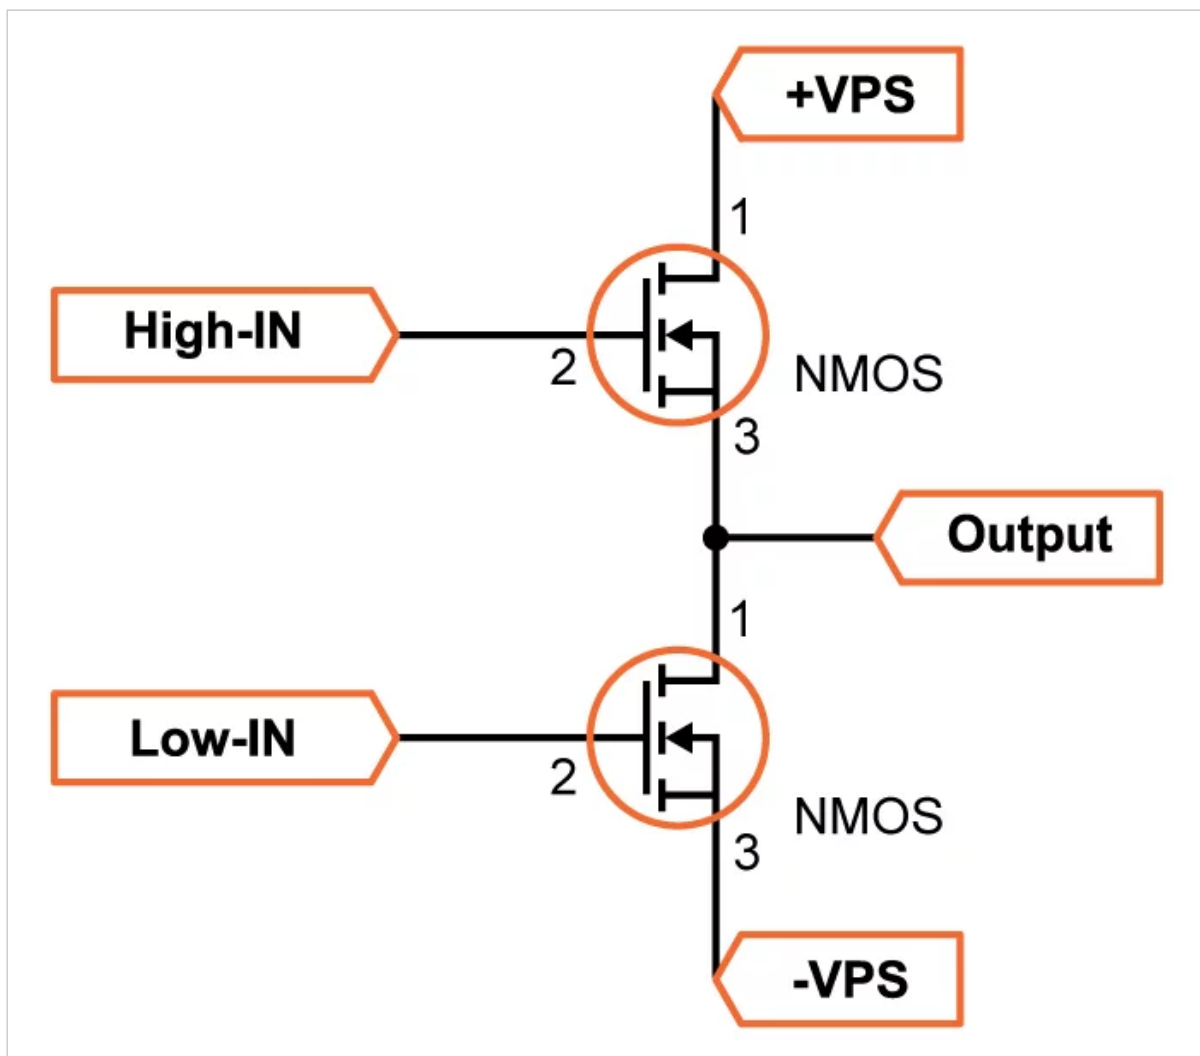 +VPS
1
High-IN
2
NMOS
3
Output
1
Low-IN
2
NMOS
3
-VPS